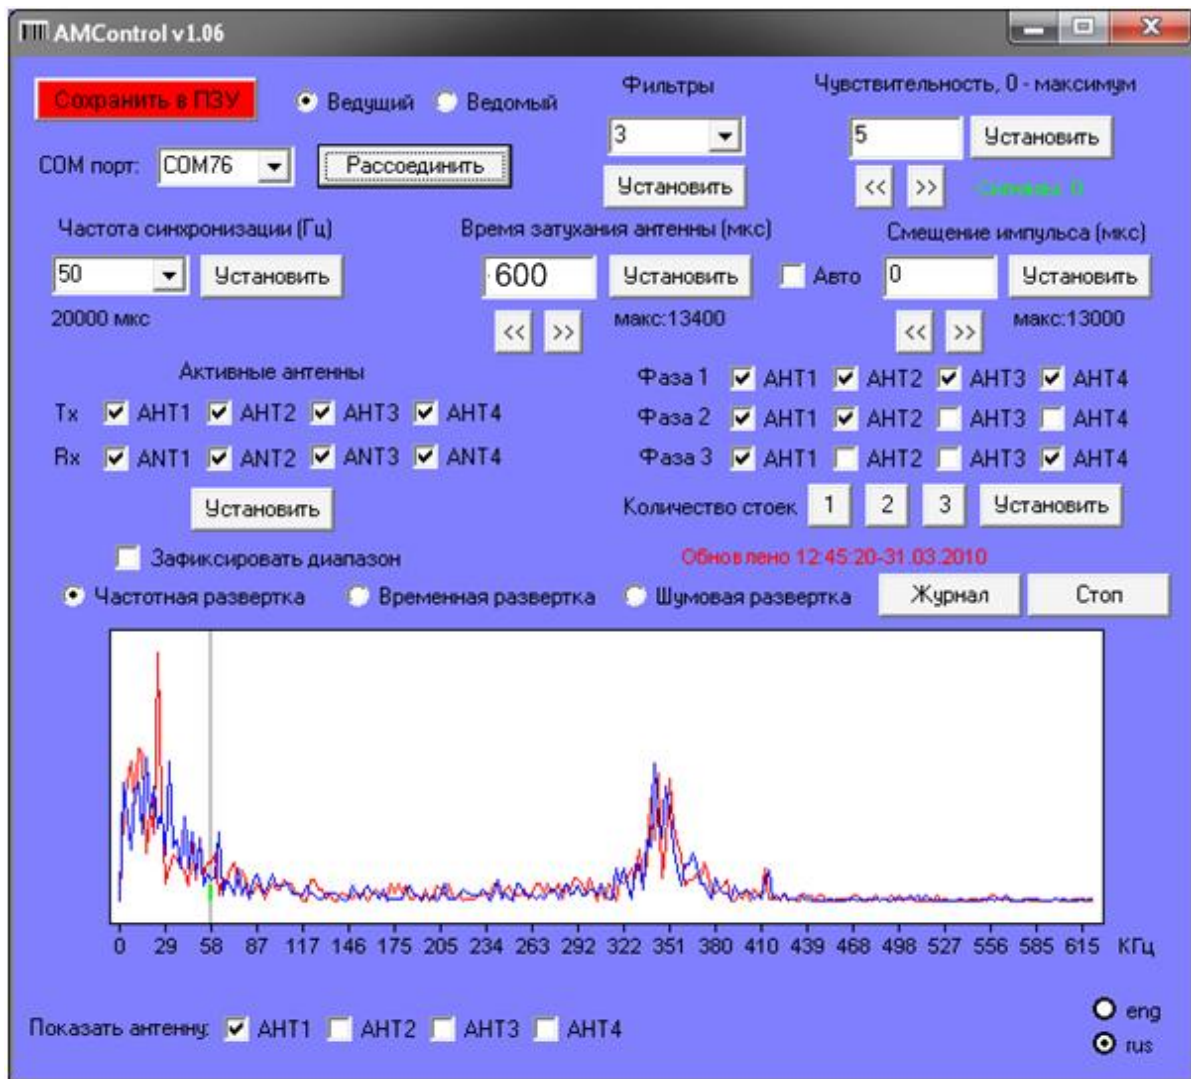 AMControl v1.06
Сохранить в ПЗУ Ведущий Ведомый Фильтры Чувствительность, 0 - максимум
3 5 Установить
COM порт: COM76 Рассоединить
Установить << >>
Частота синхронизации (Гц) Время затухания антенны (мкс) Смещение импульса (мкс)
50 Установить 600 Установить Авто 0 Установить
20000 мкс << >> макс:13400 << >> макс:13000
Активные антенны
Фаза 1 АНТ1 АНТ2 АНТ3 АНТ4
Tx АНТ1 АНТ2 АНТ3 АНТ4
Фаза 2 АНТ1 АНТ2 АНТ3 АНТ4
Rx ANT1 ANT2 ANT3 ANT4
Фаза 3 АНТ1 АНТ2 АНТ3 АНТ4
Установить Количество стоек 1 2 3 Установить
Зафиксировать диапазон Обновлено 12:45:20-31.03.2010
Частотная развертка Временная развертка Шумовая развертка Журнал Стоп
0 29 58 87 117 146 175 205 234 263 292 322 351 380 410 439 468 498 527 556 585 615 КГц
Показать антенну: АНТ1 АНТ2 АНТ3 АНТ4
eng
rus